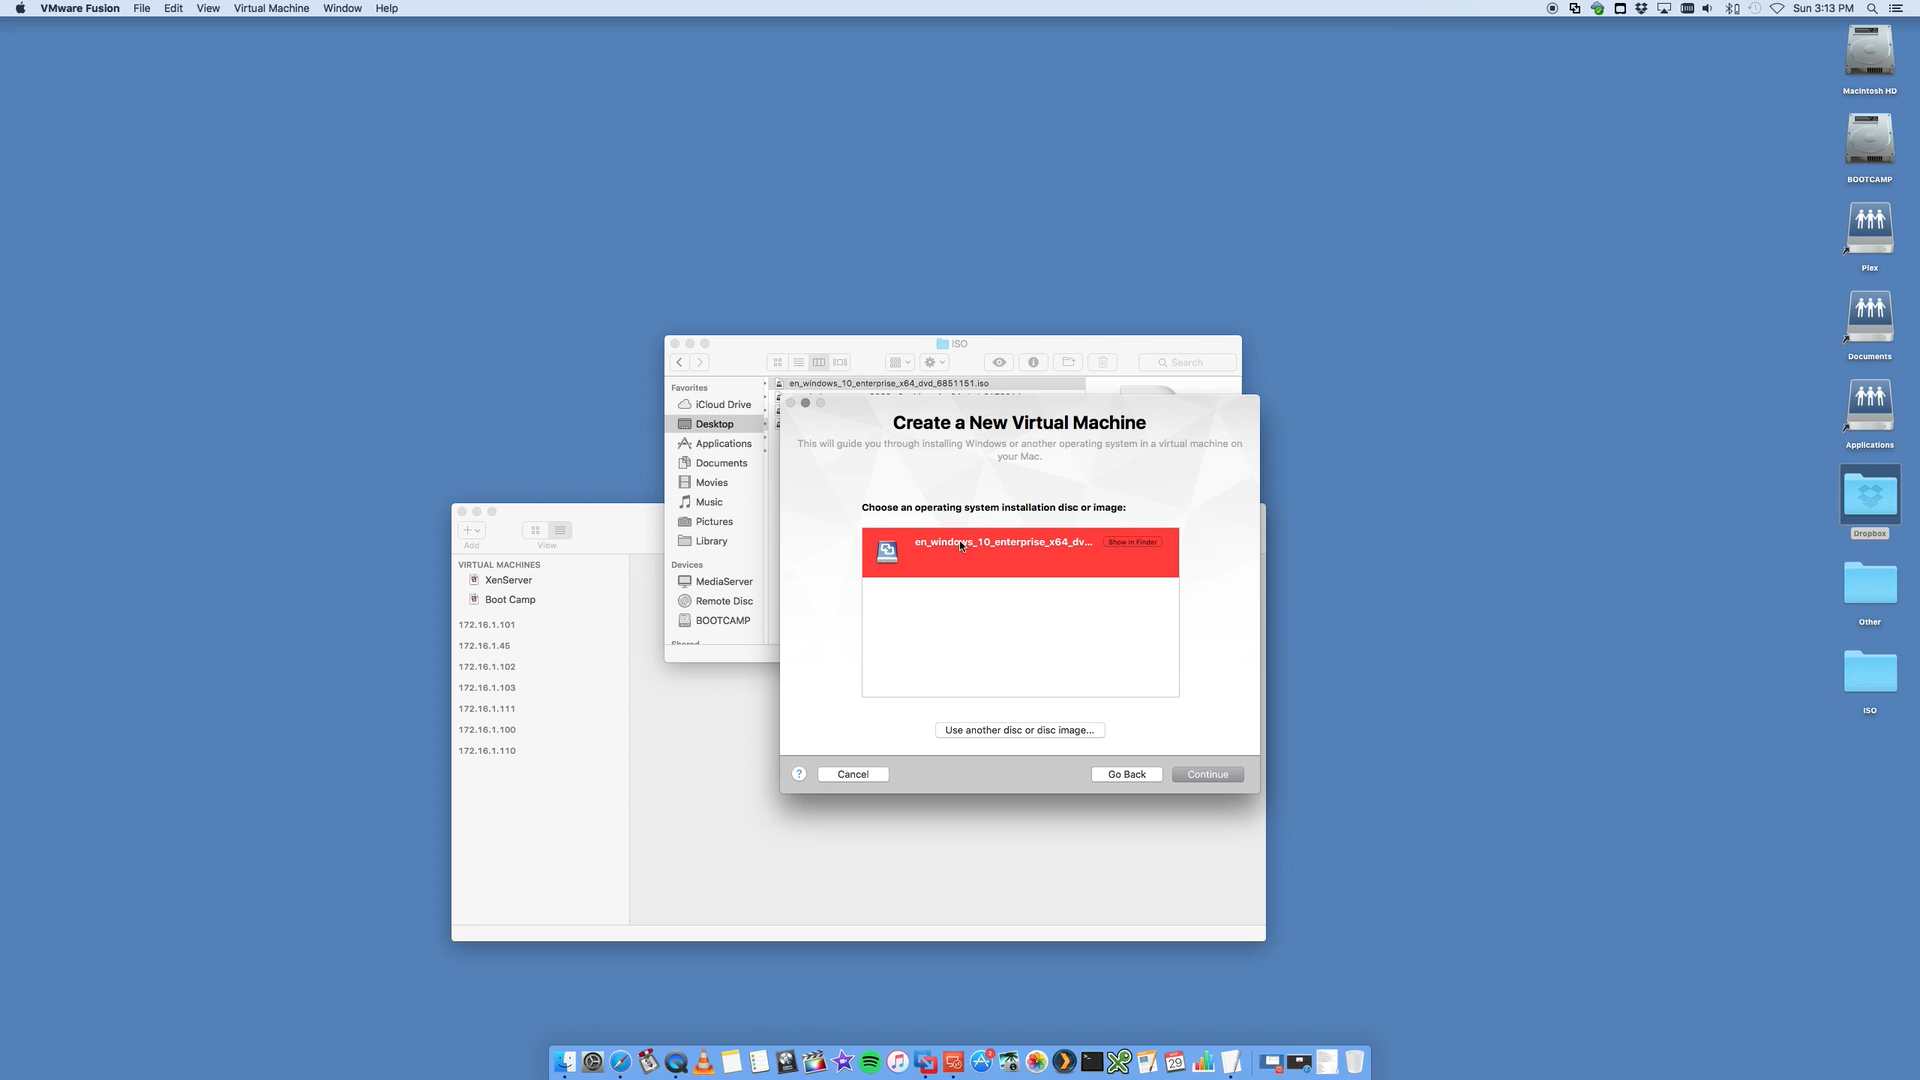 VMware Fusion File Edit View Virtual Machine Window Help
Sun 3:13 PM
Macintosh HD
BOOTCAMP
Plex
Documents
Applications
Dropbox
Other
ISO
ISO
Search
Favorites
iCloud Drive
Desktop
Applications
Documents
Movies
Music
Pictures
Library
Devices
MediaServer
Remote Disc
BOOTCAMP
Shared
en_windows_10_enterprise_x64_dvd_6851151.iso
Add
View
VIRTUAL MACHINES
XenServer
Boot Camp
172.16.1.101
172.16.1.45
172.16.1.102
172.16.1.103
172.16.1.111
172.16.1.100
172.16.1.110
Create a New Virtual Machine
This will guide you through installing Windows or another operating system in a virtual machine on
your Mac.
Choose an operating system installation disc or image:
en_windows_10_enterprise_x64_dv...
Show in Finder
Use another disc or disc image...
?
Cancel
Go Back
Continue
29